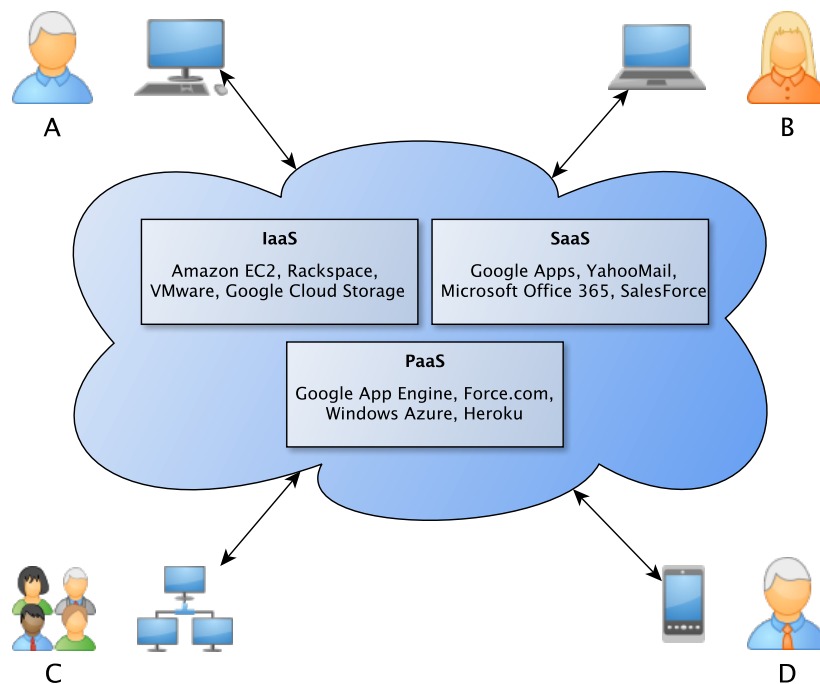 A
B
IaaS
Amazon EC2, Rackspace,
VMware, Google Cloud Storage
SaaS
Google Apps, YahooMail,
Microsoft Office 365, SalesForce
PaaS
Google App Engine, Force.com,
Windows Azure, Heroku
C
D